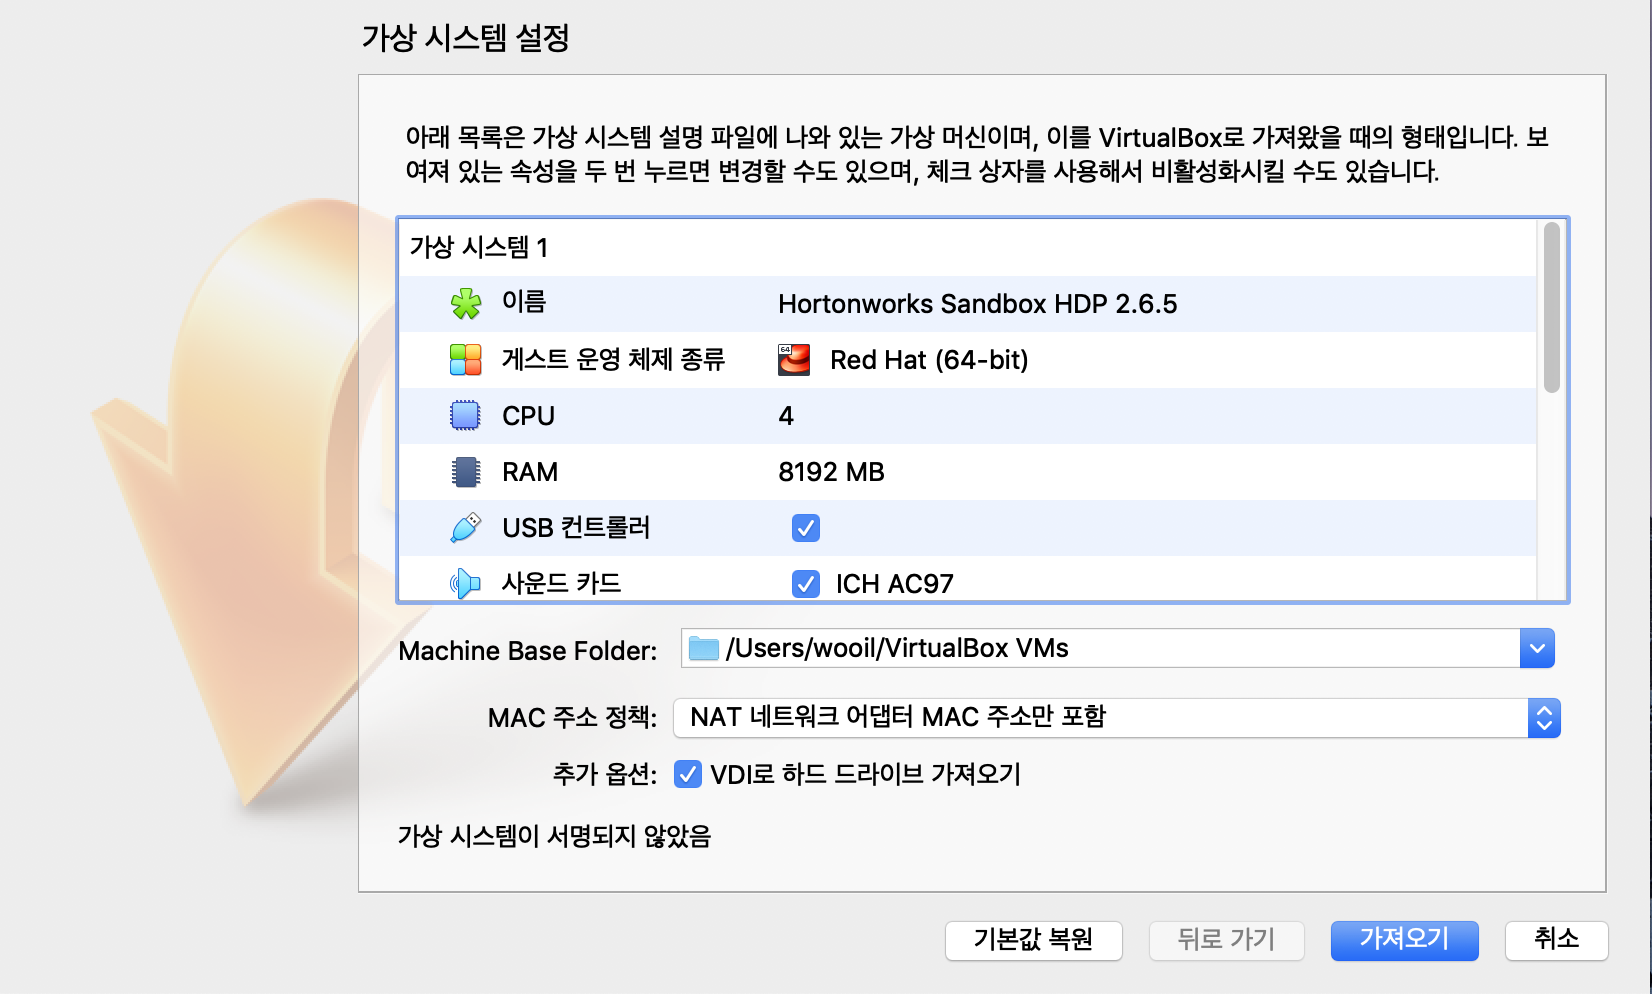 가상 시스템 설정
아래 목록은 가상 시스템 설명 파일에 나와 있는 가상 머신이며, 이를 VirtualBox로 가져왔을 때의 형태입니다. 보
여져 있는 속성을 두 번 누르면 변경할 수도 있으며, 체크 상자를 사용해서 비활성화시킬 수도 있습니다.
가상 시스템 1
이름 Hortonworks Sandbox HDP 2.6.5
게스트 운영 체제 종류 64 Red Hat (64-bit)
CPU 4
RAM 8192 MB
USB 컨트롤러
사운드 카드 ICH AC97
Machine Base Folder: /Users/wooil/VirtualBox VMs
MAC 주소 정책: NAT 네트워크 어댑터 MAC 주소만 포함
추가 옵션: VDI로 하드 드라이브 가져오기
가상 시스템이 서명되지 않았음
기본값 복원 뒤로 가기 가져오기 취소